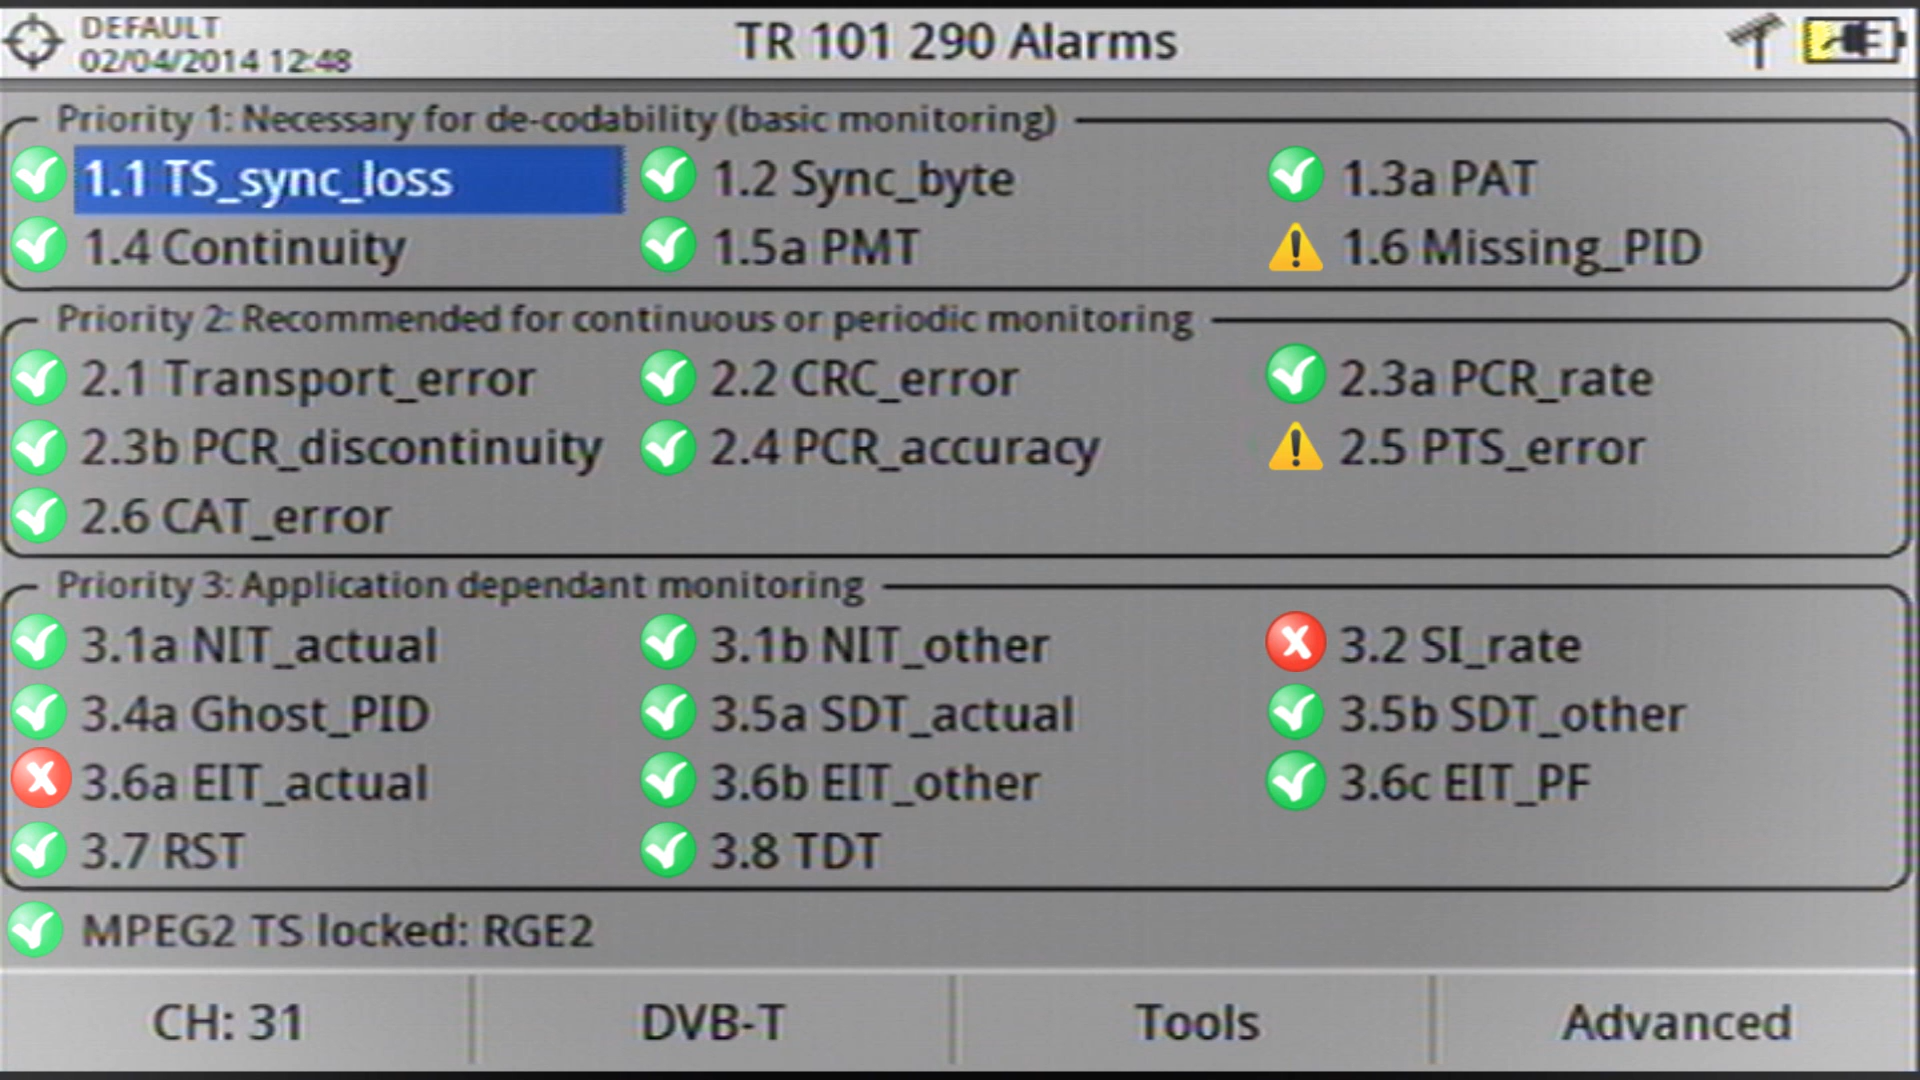 DEFAULT
02/04/2014 12:48
TR 101 290 Alarms
Priority 1: Necessary for de-codability (basic monitoring)
1.1 TS_sync_loss 1.2 Sync_byte 1.3a PAT
1.4 Continuity 1.5a PMT 1.6 Missing_PID
Priority 2: Recommended for continuous or periodic monitoring
2.1 Transport_error 2.2 CRC_error 2.3a PCR_rate
2.3b PCR_discontinuity 2.4 PCR_accuracy 2.5 PTS_error
2.6 CAT_error
Priority 3: Application dependant monitoring
3.1a NIT_actual 3.1b NIT_other 3.2 SI_rate
3.4a Ghost_PID 3.5a SDT_actual 3.5b SDT_other
3.6a EIT_actual 3.6b EIT_other 3.6c EIT_PF
3.7 RST 3.8 TDT
MPEG2 TS locked: RGE2
CH: 31 DVB-T Tools Advanced